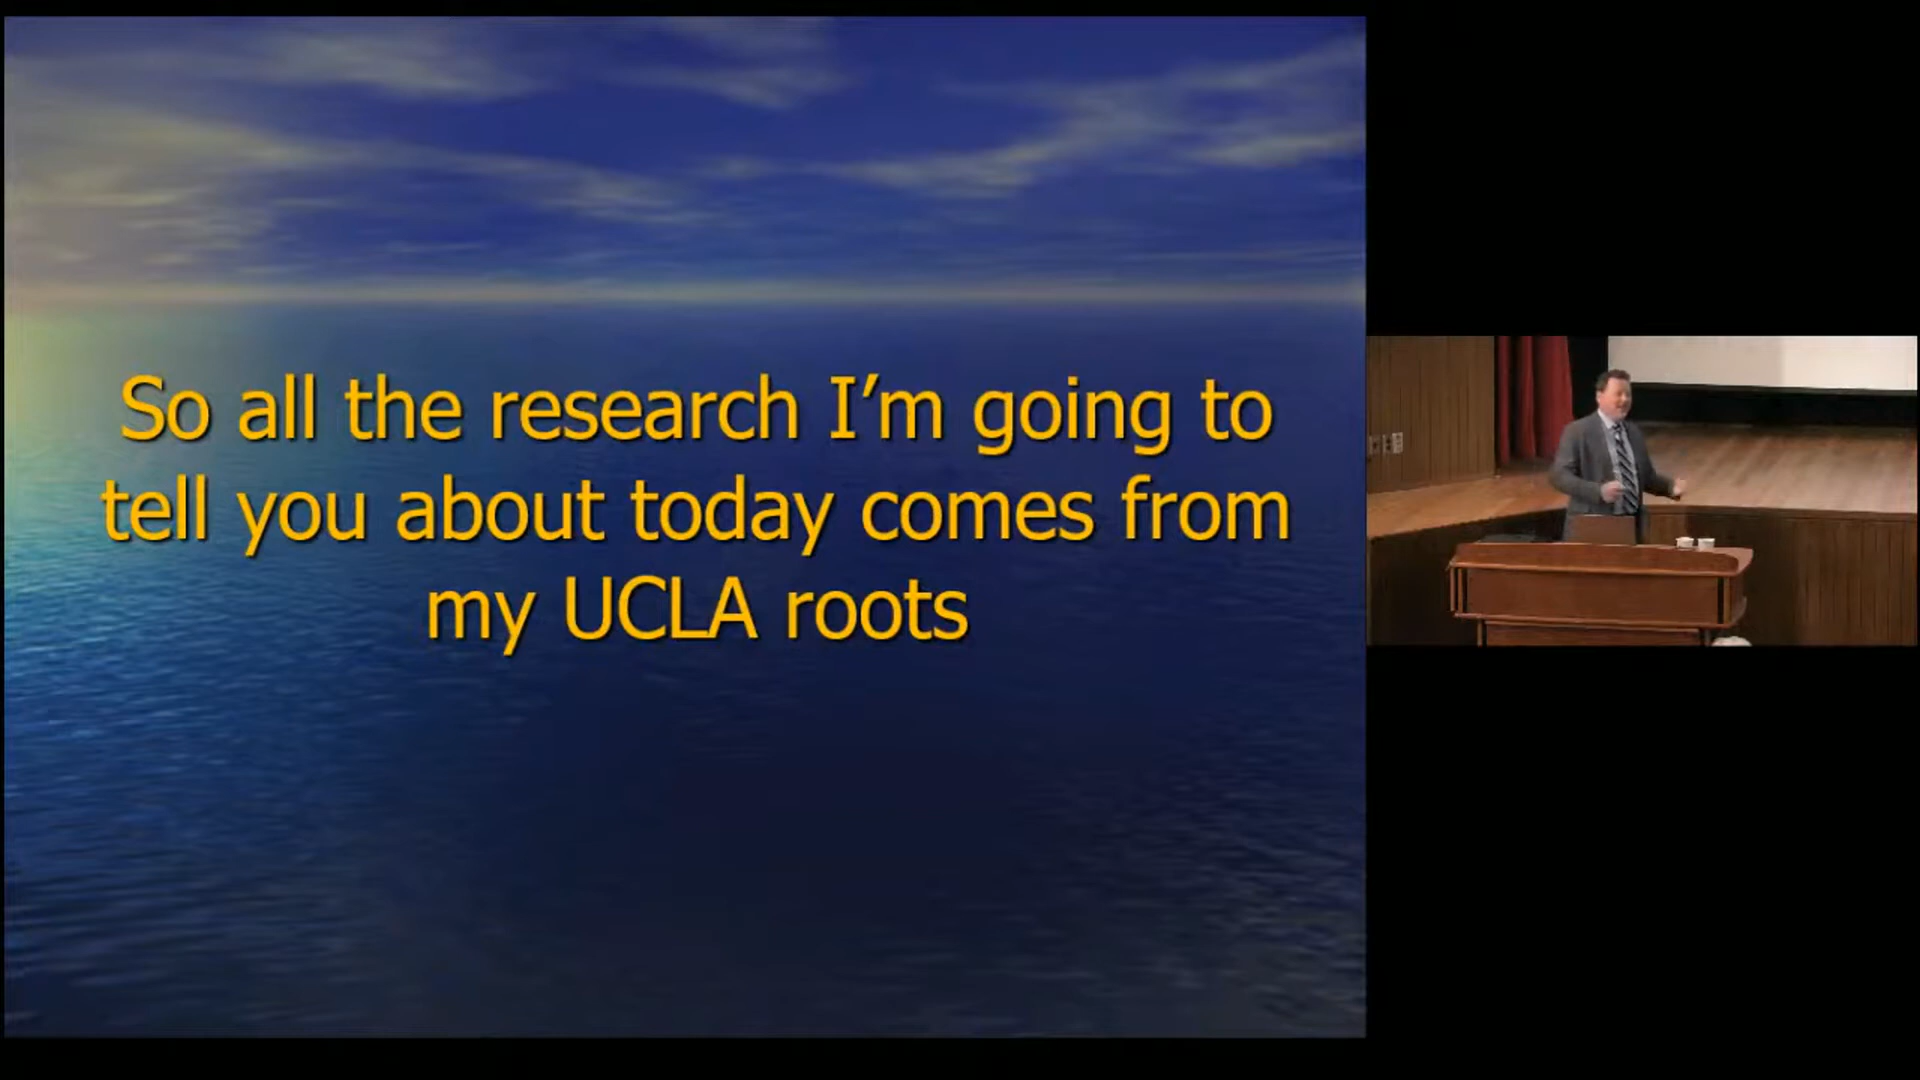 So all the research I'm going to
tell you about today comes from
my UCLA roots